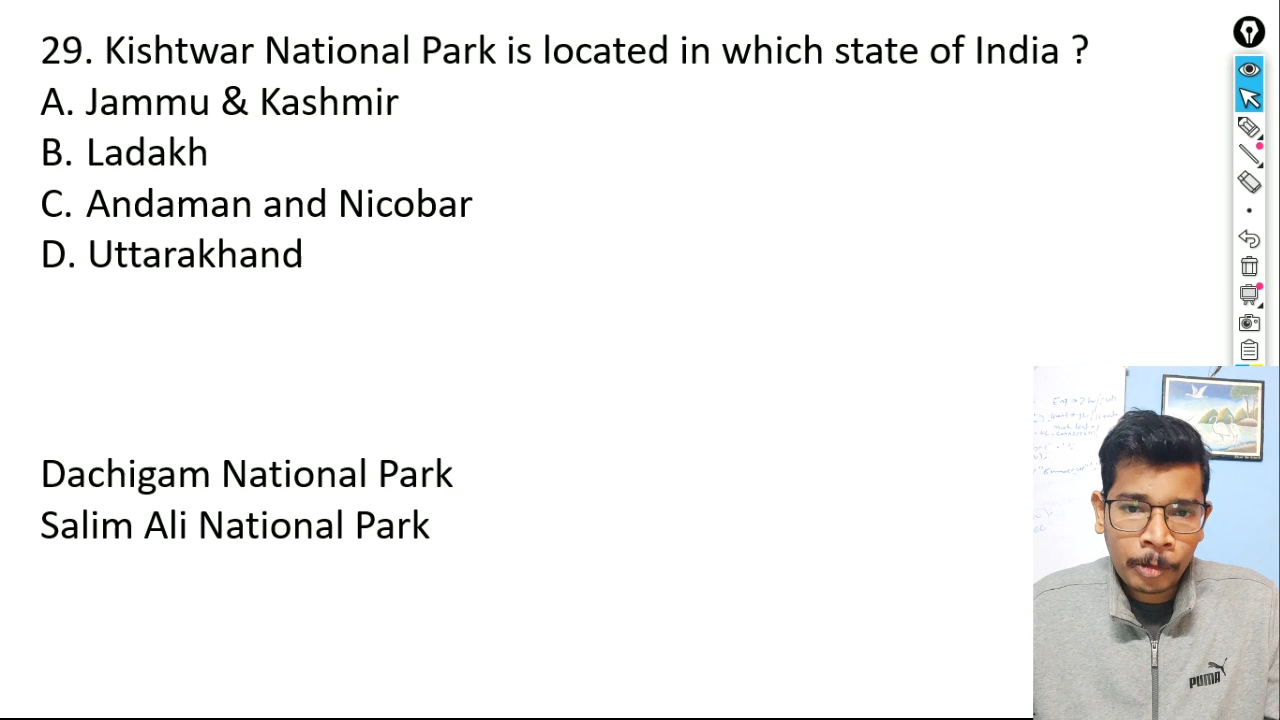 29. Kishtwar National Park is located in which state of India ?
A. Jammu & Kashmir
B. Ladakh
C. Andaman and Nicobar
D. Uttarakhand
Dachigam National Park
Salim Ali National Park
PUMA